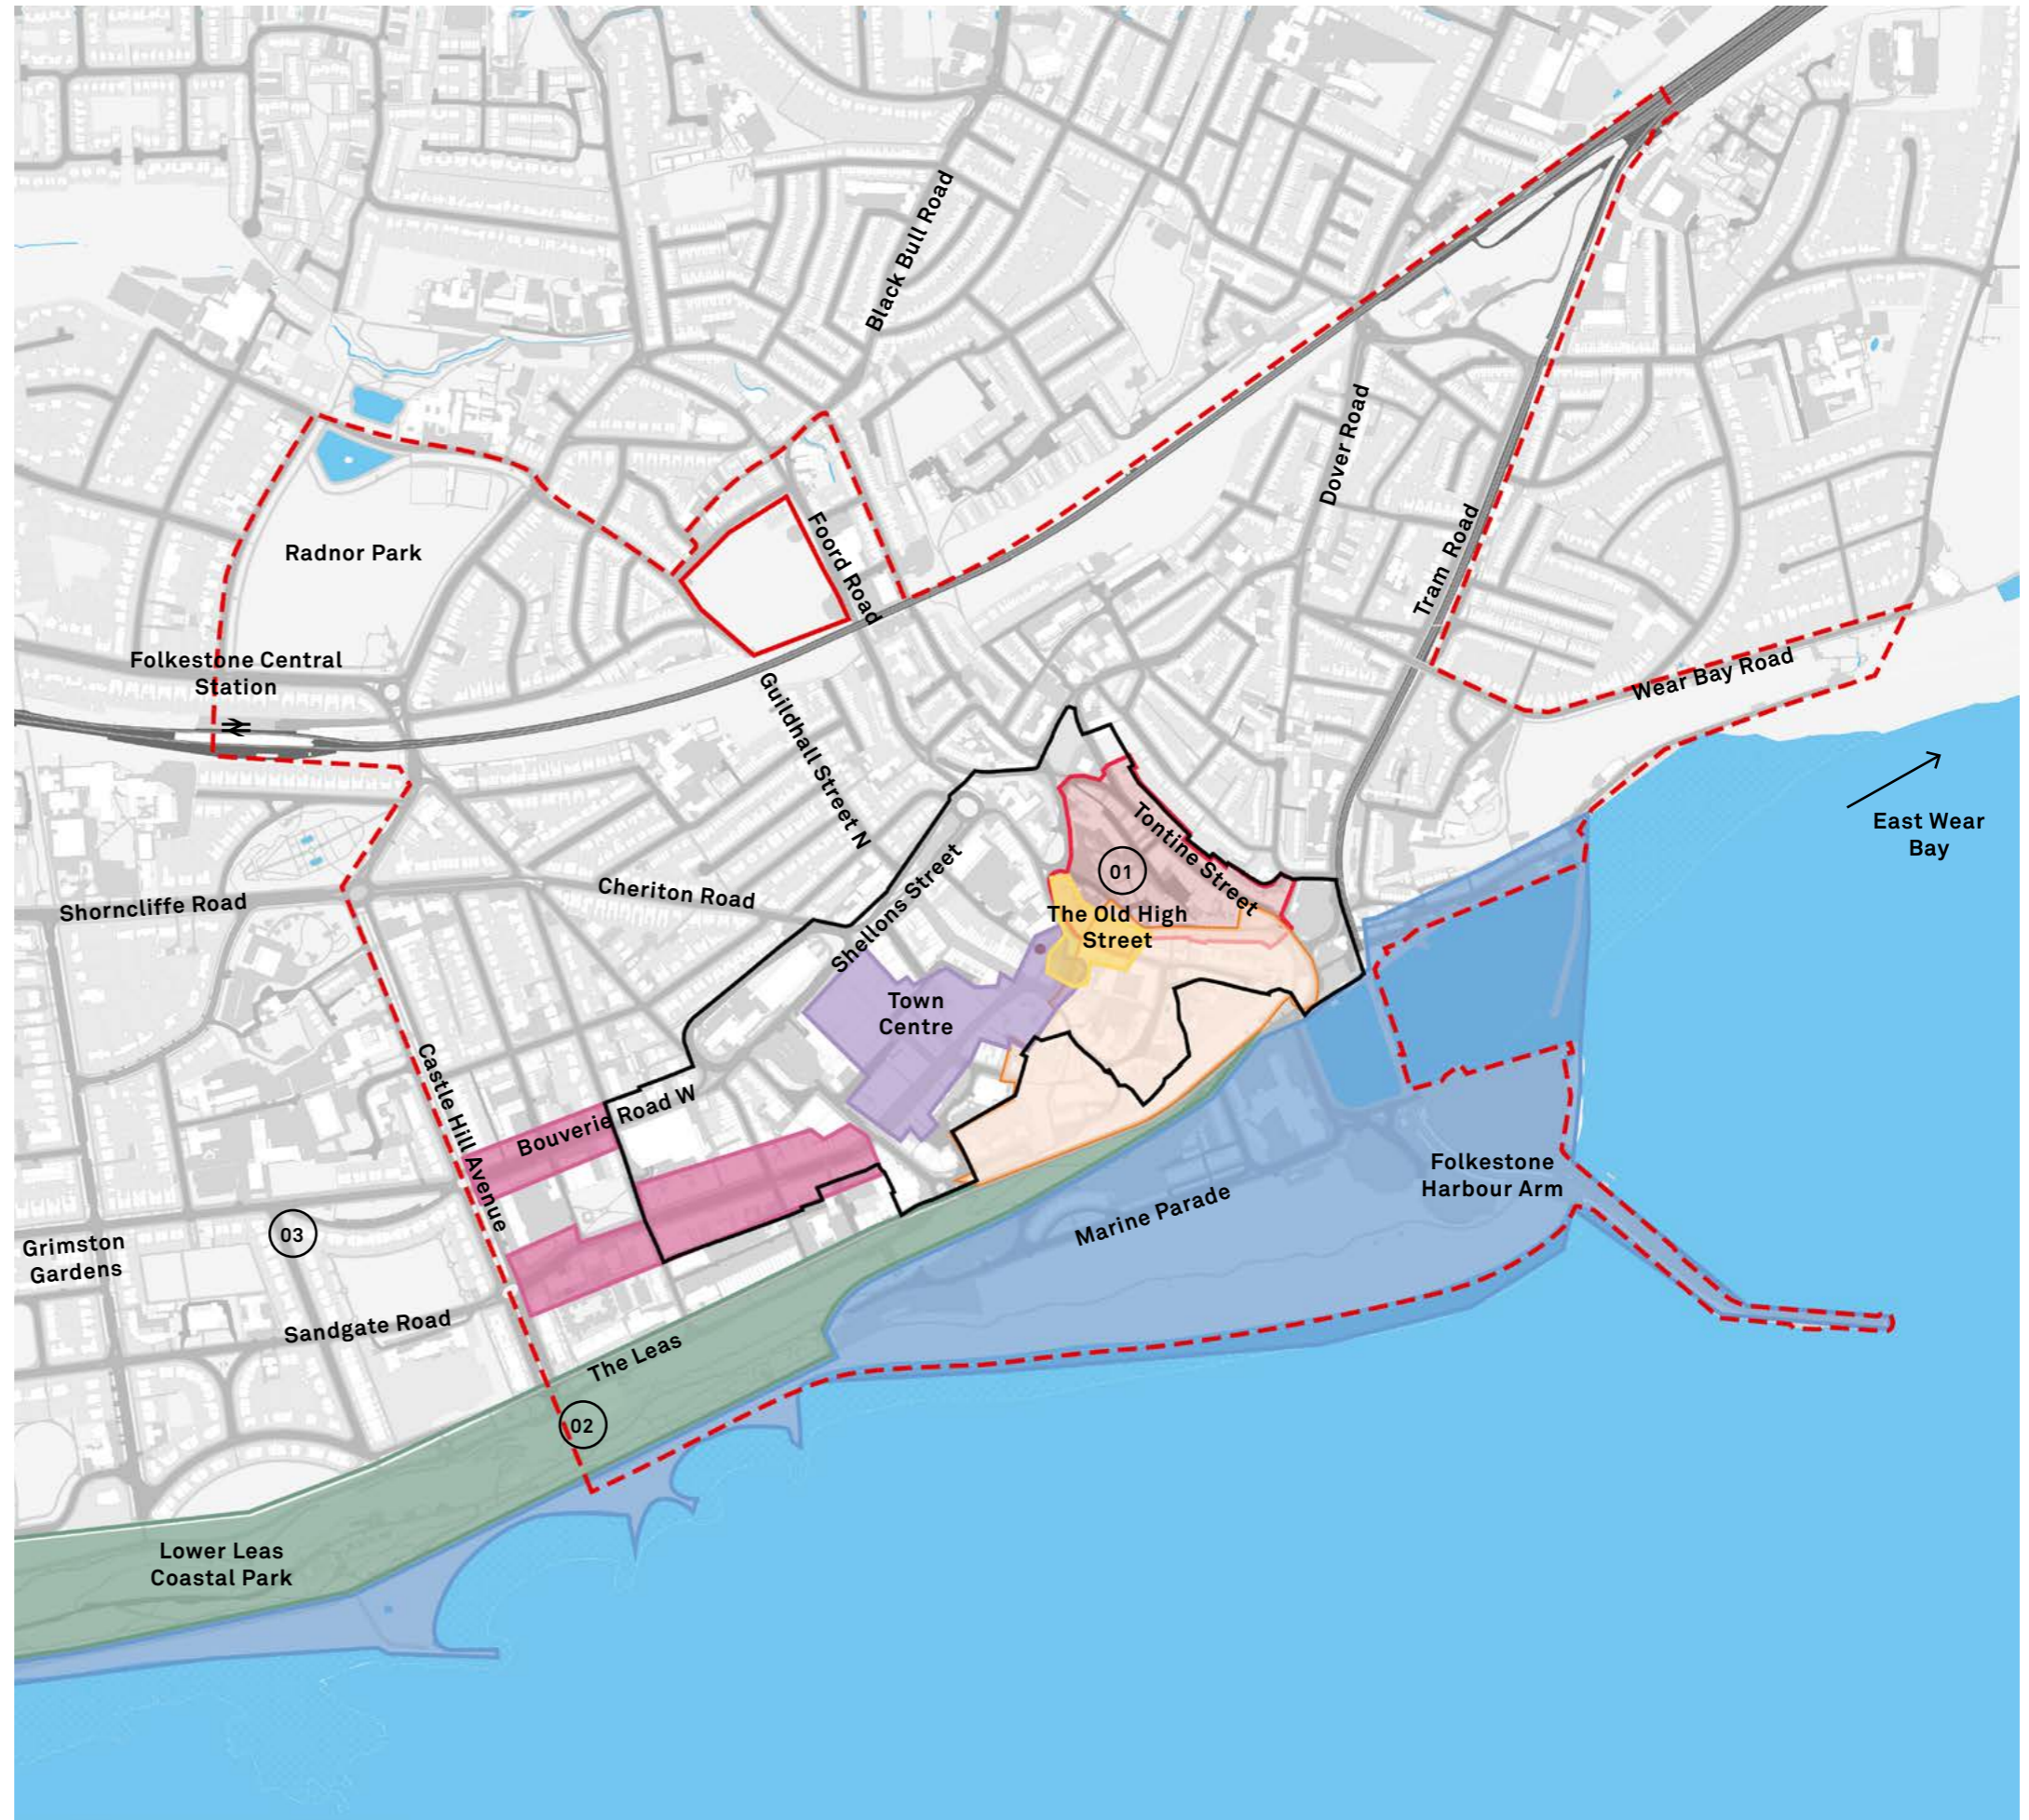 Black Bull Road
Dover Road
Foord Road
Radnor Park
Tram Road
Folkestone Central
Station
Wear Bay Road
Guildhall Street N
East Wear
Bay
Tontine Street
01
Shorncliffe Road
Cheriton Road
Shellons Street
The Old High
Street
Town
Centre
Castle Hill Avenue
Bouverie Road W
Folkestone
Harbour Arm
Marine Parade
03
Grimston
Gardens
Sandgate Road
The Leas
02
Lower Leas
Coastal Park